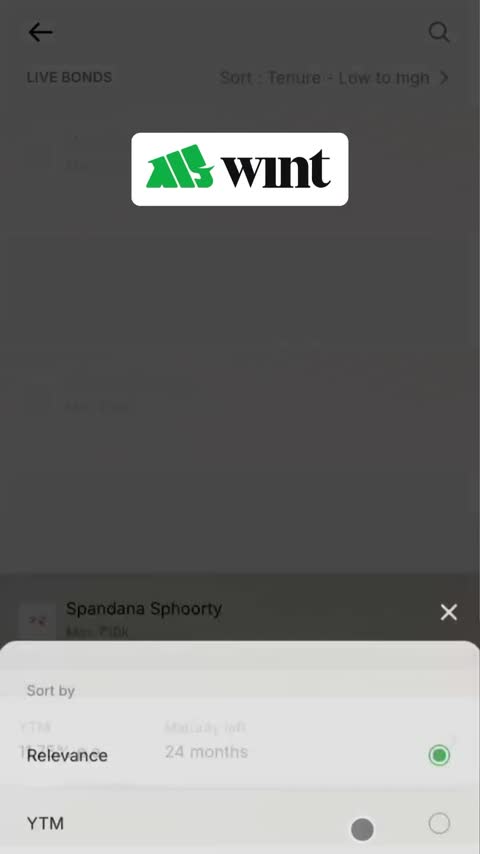 LIVE BONDS
Sort : Tenure - Low to high
wint
Spandana Sphoorty
Min. ₹10k
Sort by
YTM
Maturity left
24 months
Relevance
YTM